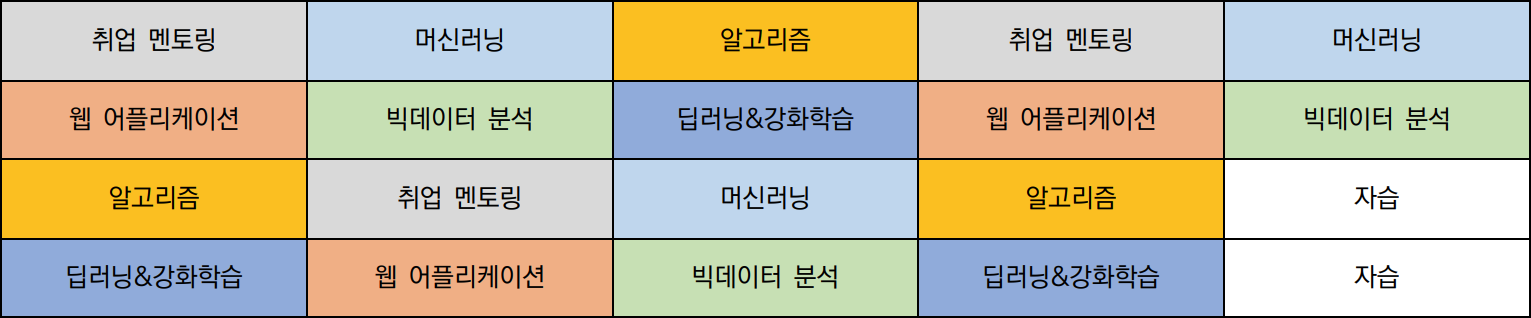 취업 멘토링 머신러닝 알고리즘 취업 멘토링 머신러닝
웹 어플리케이션 빅데이터 분석 딥러닝&강화학습 웹 어플리케이션 빅데이터 분석
알고리즘 취업 멘토링 머신러닝 알고리즘 자습
딥러닝&강화학습 웹 어플리케이션 빅데이터 분석 딥러닝&강화학습 자습